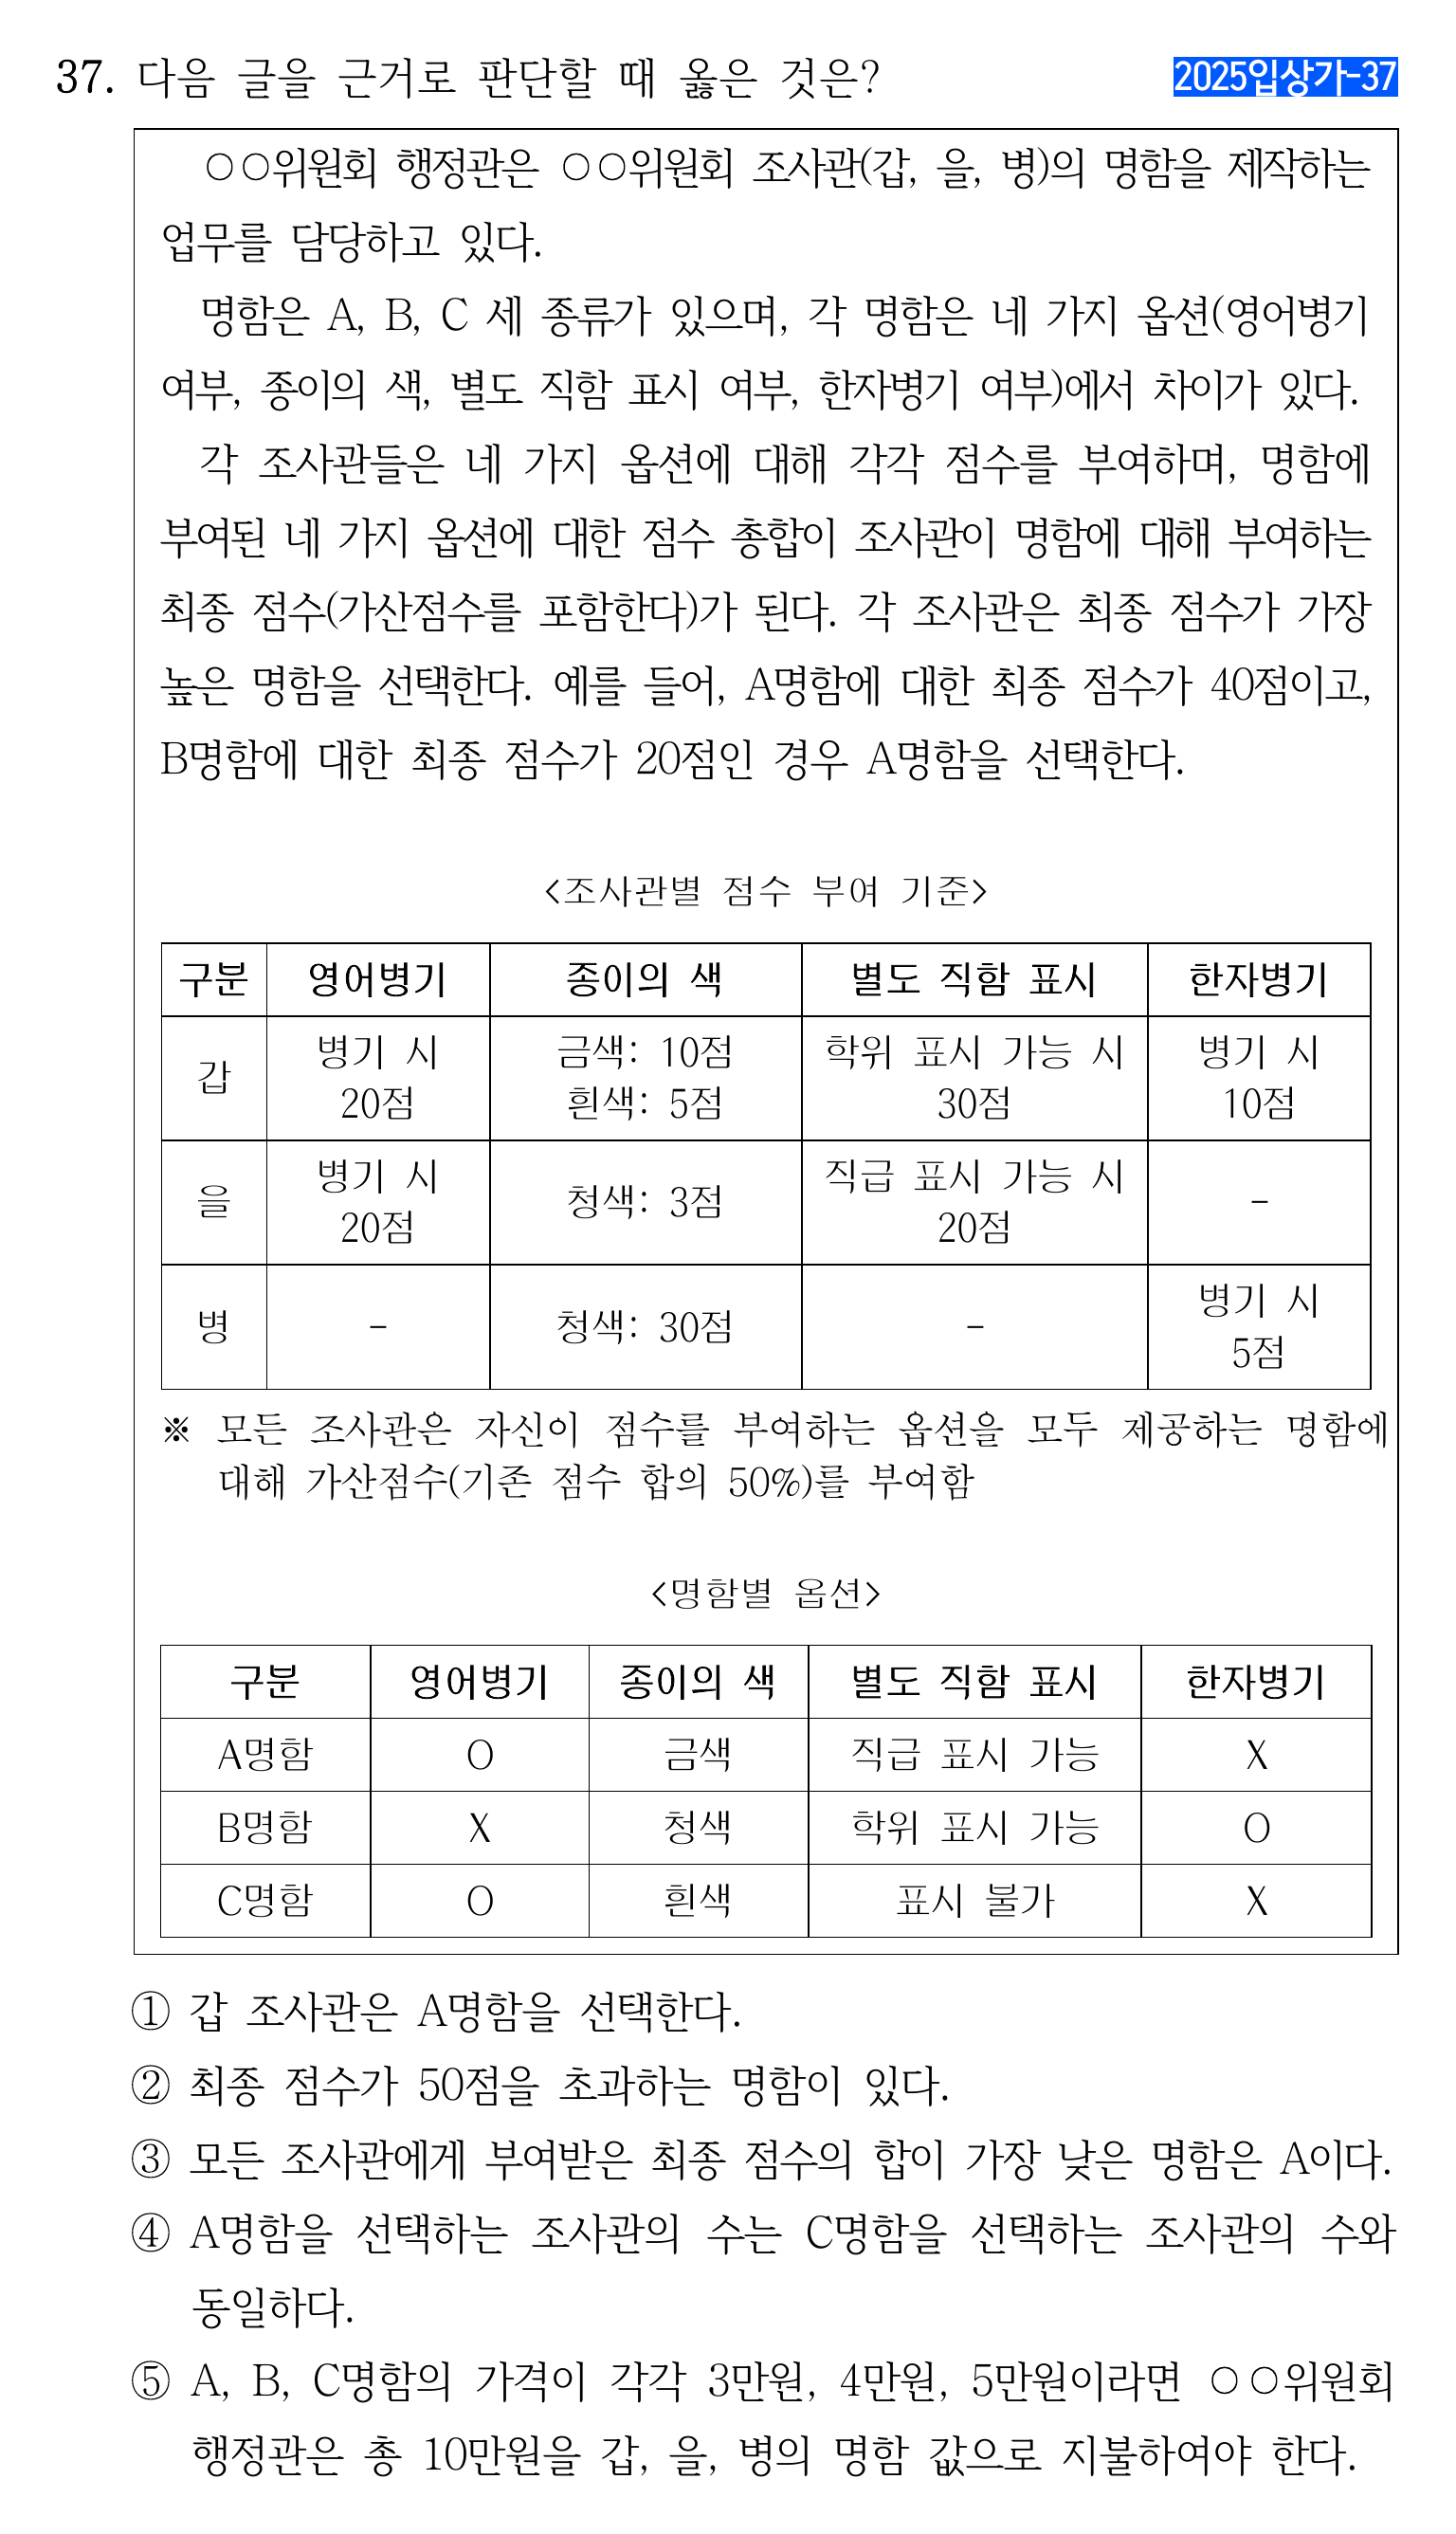 37. 다음 글을 근거로 판단할 때 옳은 것은?
2025입상가-37
○○위원회 행정관은 ○○위원회 조사관(갑, 을, 병)의 명함을 제작하는
업무를 담당하고 있다.
명함은 A, B, C 세 종류가 있으며, 각 명함은 네 가지 옵션(영어병기
여부, 종이의 색, 별도 직함 표시 여부, 한자병기 여부)에서 차이가 있다.
각 조사관들은 네 가지 옵션에 대해 각각 점수를 부여하며, 명함에
부여된 네 가지 옵션에 대한 점수 총합이 조사관이 명함에 대해 부여하는
최종 점수(가산점수를 포함한다)가 된다. 각 조사관은 최종 점수가 가장
높은 명함을 선택한다. 예를 들어, A명함에 대한 최종 점수가 40점이고,
B명함에 대한 최종 점수가 20점인 경우 A명함을 선택한다.
<조사관별 점수 부여 기준>
구분 영어병기 종이의 색 별도 직함 표시 한자병기
갑 병기 시 20점 금색: 10점 흰색: 5점 학위 표시 가능 시 30점 병기 시 10점
을 병기 시 20점 청색: 3점 직급 표시 가능 시 20점 -
병 - 청색: 30점 - 병기 시 5점
※ 모든 조사관은 자신이 점수를 부여하는 옵션을 모두 제공하는 명함에
대해 가산점수(기존 점수 합의 50%)를 부여함
<명함별 옵션>
구분 영어병기 종이의 색 별도 직함 표시 한자병기
A명함 O 금색 직급 표시 가능 X
B명함 X 청색 학위 표시 가능 O
C명함 O 흰색 표시 불가 X
① 갑 조사관은 A명함을 선택한다.
② 최종 점수가 50점을 초과하는 명함이 있다.
③ 모든 조사관에게 부여받은 최종 점수의 합이 가장 낮은 명함은 A이다.
④ A명함을 선택하는 조사관의 수는 C명함을 선택하는 조사관의 수와
동일하다.
⑤ A, B, C명함의 가격이 각각 3만원, 4만원, 5만원이라면 ○○위원회
행정관은 총 10만원을 갑, 을, 병의 명함 값으로 지불하여야 한다.